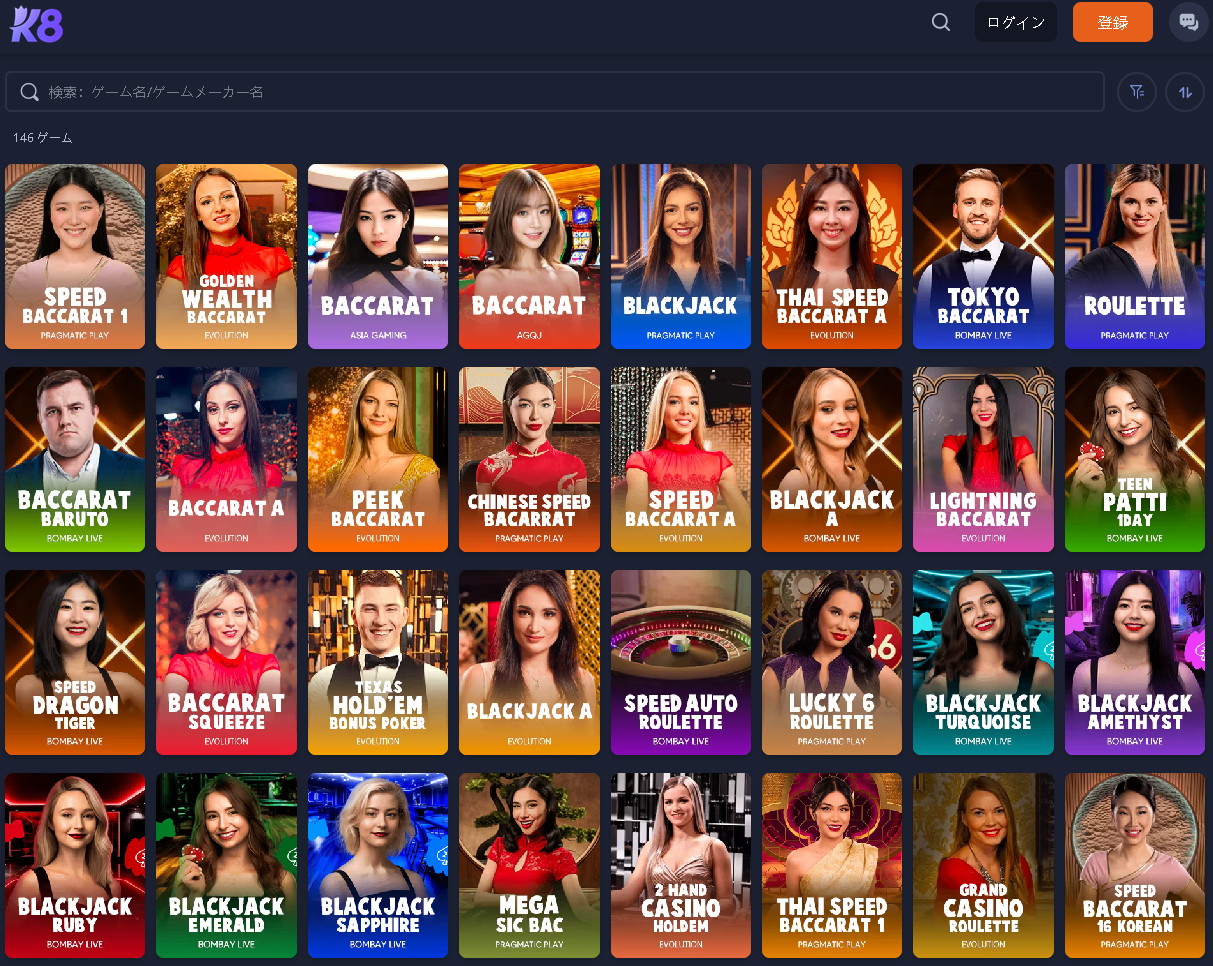 K8
ログイン
登録
検索: ゲーム名/ゲームメーカー名
146 ゲーム
SPEED
BACCARAT 1
PRAGMATIC PLAY
GOLDEN
WEALTH
BACCARAT
EVOLUTION
BACCARAT
ASIA GAMING
BACCARAT
AGQJ
BLACKJACK
PRAGMATIC PLAY
THAI SPEED
BACCARAT A
EVOLUTION
TOKYO
BACCARAT
BOMBAY LIVE
ROULETTE
PRAGMATIC PLAY
BACCARAT
BARUTO
BOMBAY LIVE
BACCARAT A
EVOLUTION
PEEK
BACCARAT
EVOLUTION
CHINESE SPEED
BACARRAT
PRAGMATIC PLAY
SPEED
BACCARAT A
EVOLUTION
BLACKJACK
A
BOMBAY LIVE
LIGHTNING
BACCARAT
EVOLUTION
TEEN
PATTI
1DAY
BOMBAY LIVE
SPEED
DRAGON
TIGER
BOMBAY LIVE
BACCARAT
SQUEEZE
EVOLUTION
TEXAS
HOLD'EM
BONUS POKER
EVOLUTION
BLACKJACK A
EVOLUTION
SPEED AUTO
ROULETTE
BOMBAY LIVE
66
LUCKY 6
ROULETTE
PRAGMATIC PLAY
BLACKJACK
TURQUOISE
BOMBAY LIVE
BLACKJACK
AMETHYST
BOMBAY LIVE
BLACKJACK
RUBY
BOMBAY LIVE
BLACKJACK
EMERALD
BOMBAY LIVE
BLACKJACK
SAPPHIRE
BOMBAY LIVE
MEGA
SIC BAC
PRAGMATIC PLAY
2 HAND
CASINO
HOLDEM
EVOLUTION
THAI SPEED
BACCARAT 1
PRAGMATIC PLAY
GRAND
CASINO
ROULETTE
EVOLUTION
SPEED
BACCARAT
16 KOREAN
PRAGMATIC PLAY